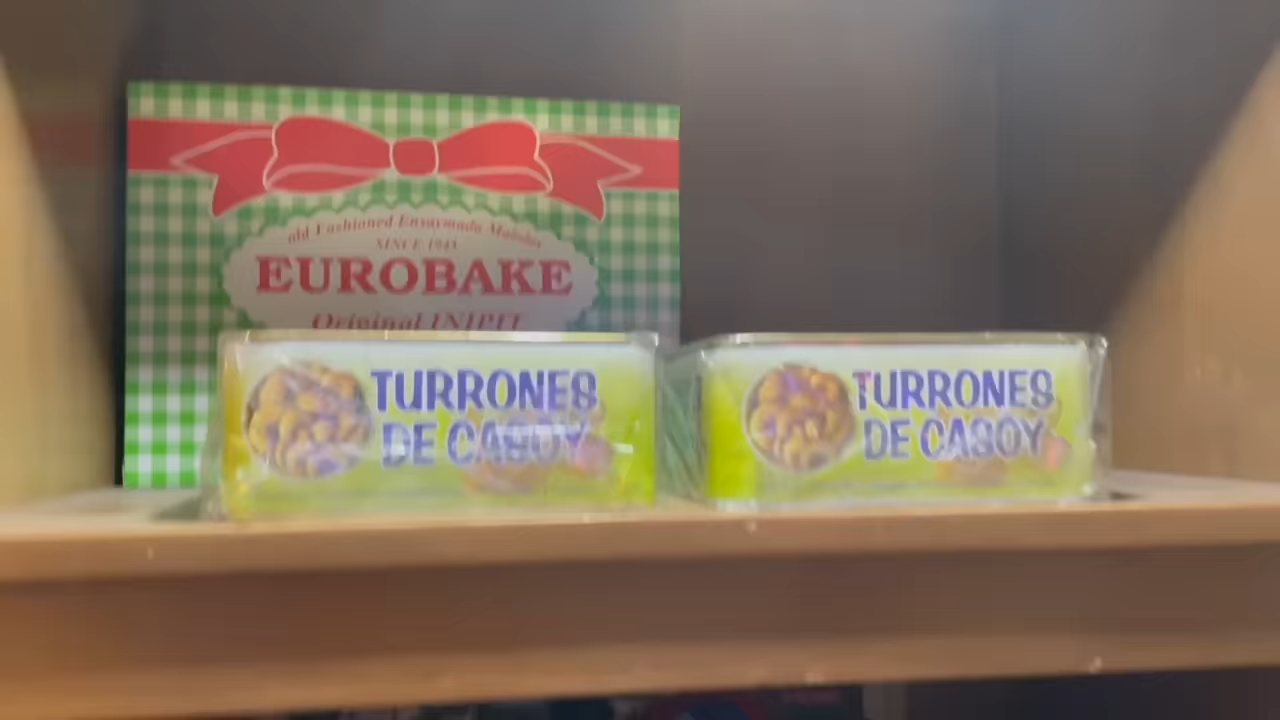 old Fashioned Ensaymada Malolos
SINCE 1945
EUROBAKE
Original INIPIT
TURRONES
DE CASOY
TURRONES
DE CASOY